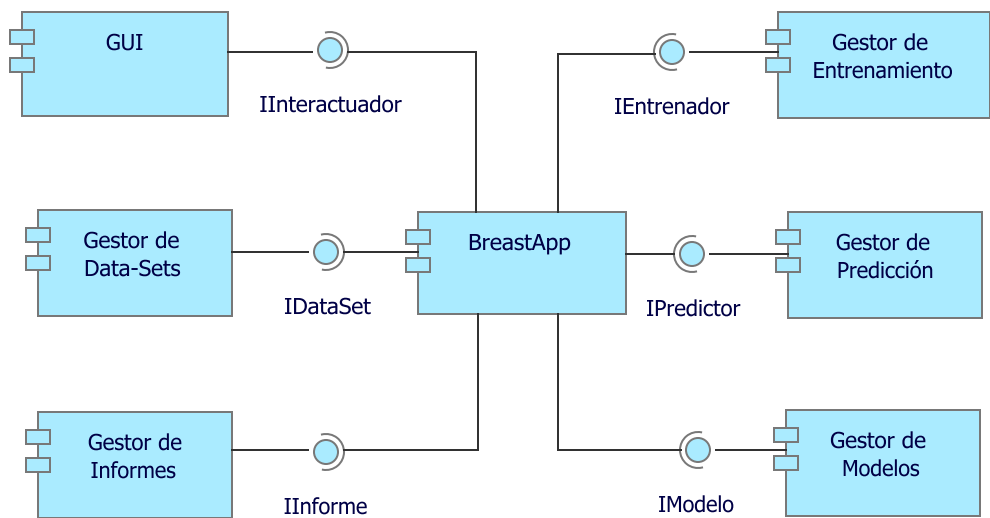 GUI
IInteractuador
IEntrenador
Gestor de
Entrenamiento
Gestor de
Data-Sets
IDataSet
BreastApp
IPredictor
Gestor de
Predicción
Gestor de
Informes
IInforme
IModelo
Gestor de
Modelos